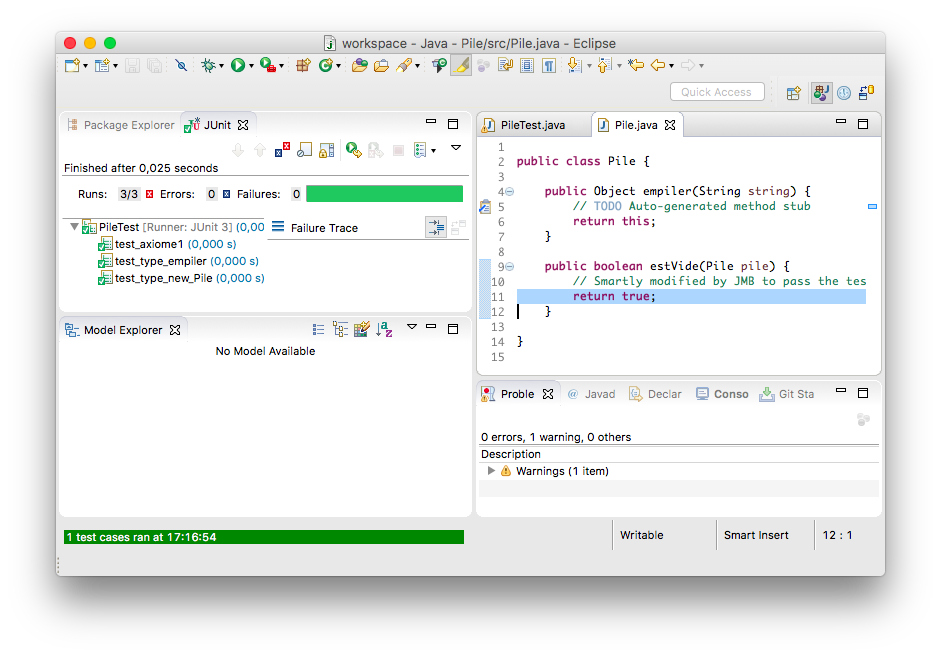 workspace - Java - Pile/src/Pile.java - Eclipse
Quick Access
Package Explorer
JUnit
Finished after 0,025 seconds
Runs: 3/3 Errors: 0 Failures: 0
PileTest [Runner: JUnit 3] (0,00
test_axiome1 (0,000 s)
test_type_empiler (0,000 s)
test_type_new_Pile (0,000 s)
Failure Trace
Model Explorer
No Model Available
PileTest.java
Pile.java
1
2 public class Pile {
3
4 public Object empiler(String string) {
5 // TODO Auto-generated method stub
6 return this;
7 }
8
9 public boolean estVide(Pile pile) {
10 // Smartly modified by JMB to pass the tes
11 return true;
12 }
13
14 }
15
Proble
@ Javad
Declar
Conso
Git Sta
0 errors, 1 warning, 0 others
Description
Warnings (1 item)
1 test cases ran at 17:16:54
Writable
Smart Insert
12 : 1